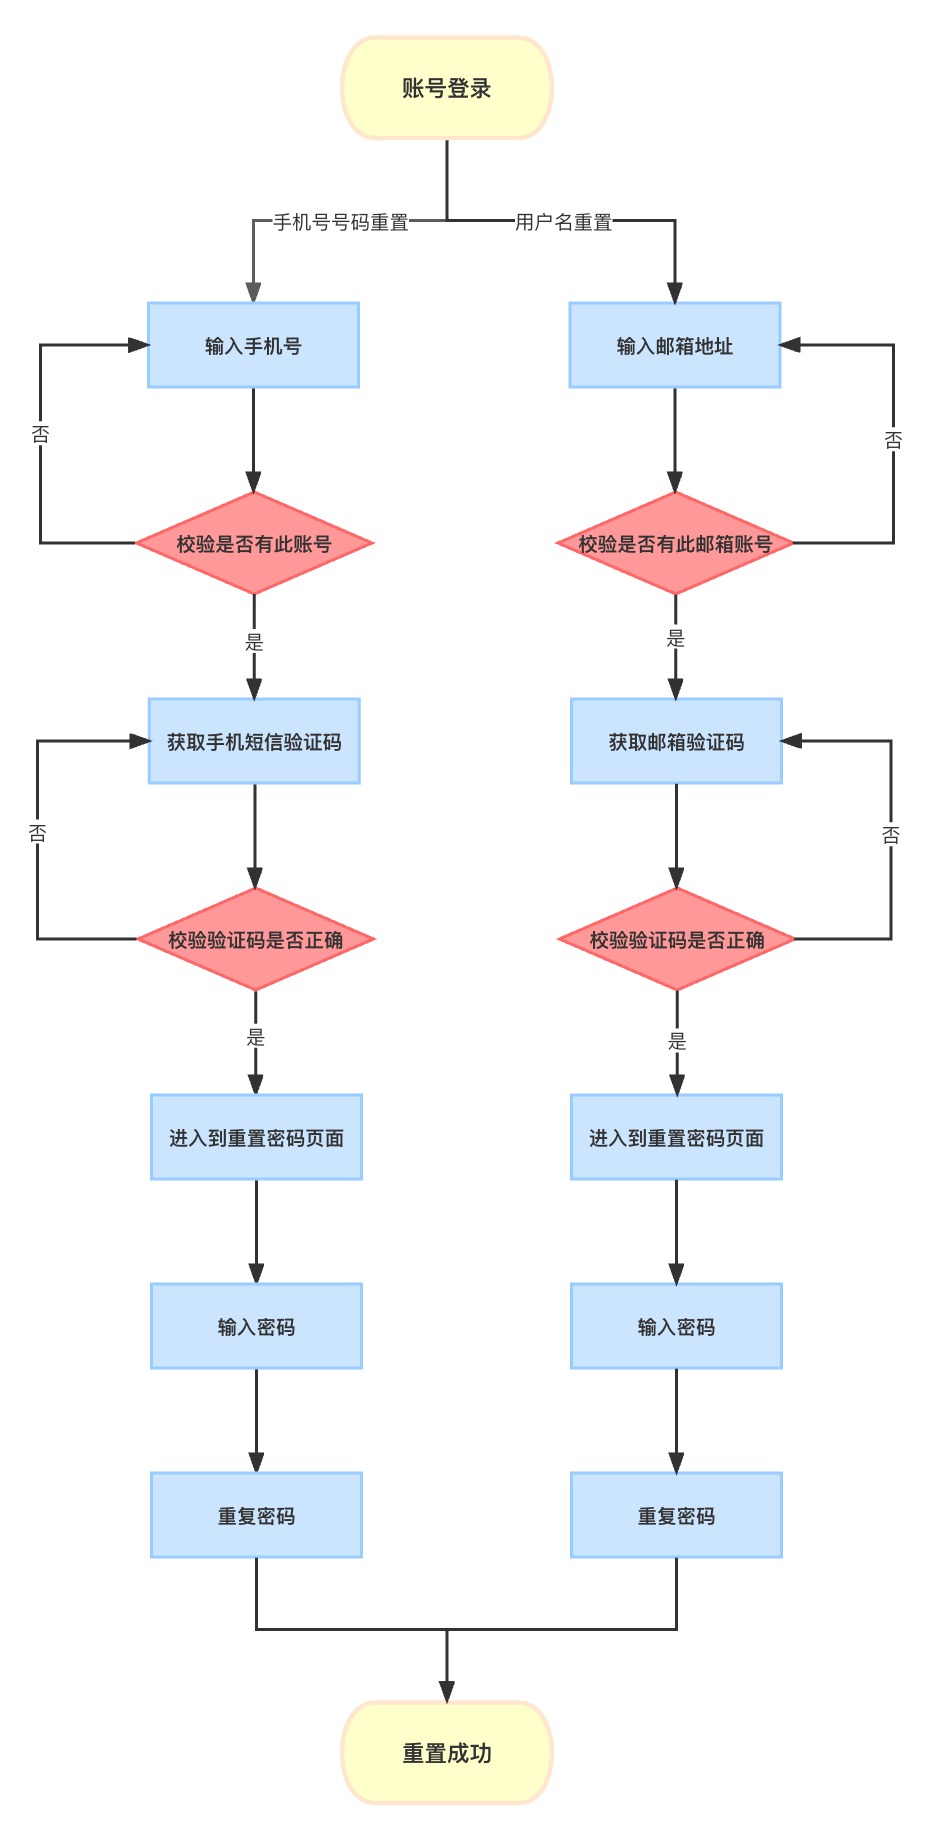 账号登录
手机号号码重置
用户名重置
输入手机号
输入邮箱地址
否
否
校验是否有此账号
校验是否有此邮箱账号
是
是
获取手机短信验证码
获取邮箱验证码
否
否
校验验证码是否正确
校验验证码是否正确
是
是
进入到重置密码页面
进入到重置密码页面
输入密码
输入密码
重复密码
重复密码
重置成功